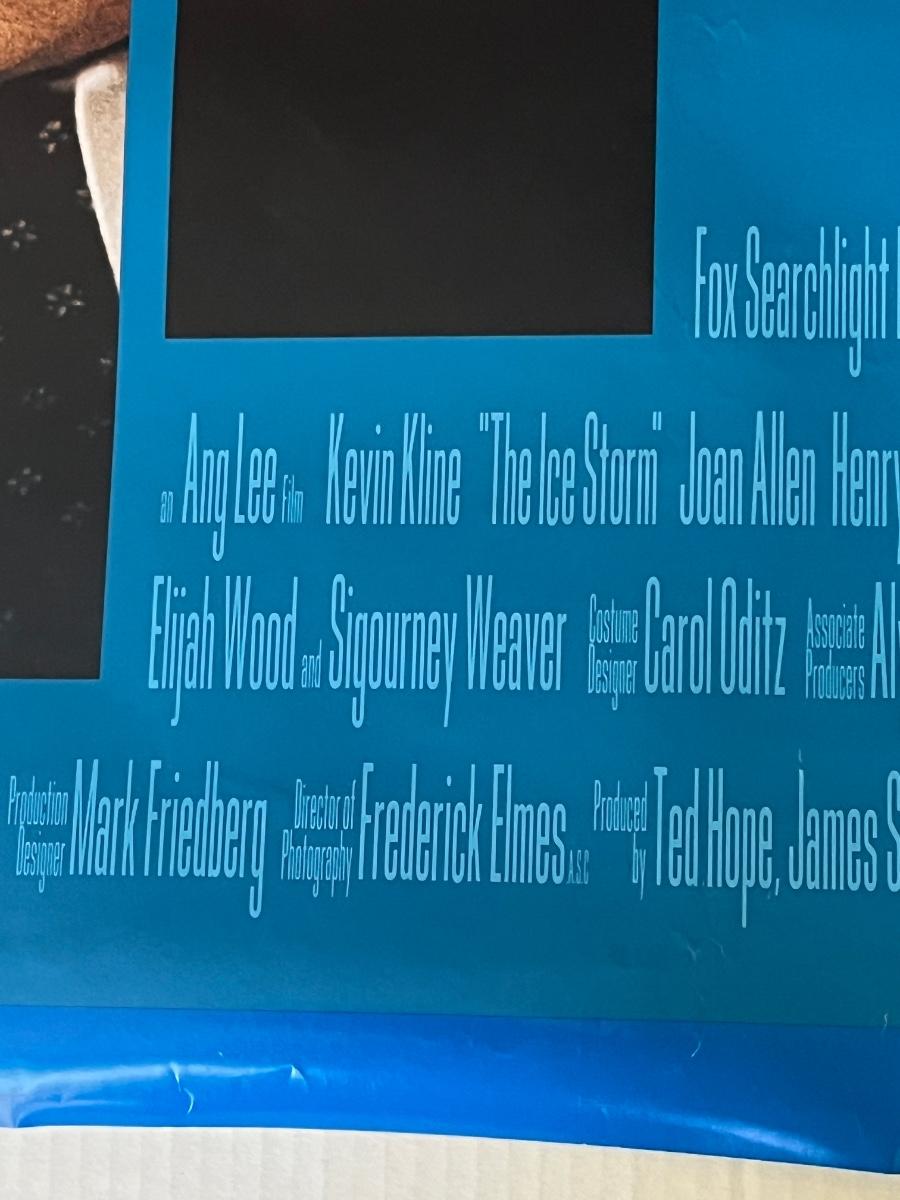 Fox Searchlight
an Ang Lee Film Kevin Kline "The Ice Storm" Joan Allen Henry
Elijah Wood and Sigourney Weaver Costume Designer Carol Oditz Associate Producers Al
Production Designer Mark Friedberg Director of Photography Frederick Elmes A.S.C Produced by Ted Hope, James S